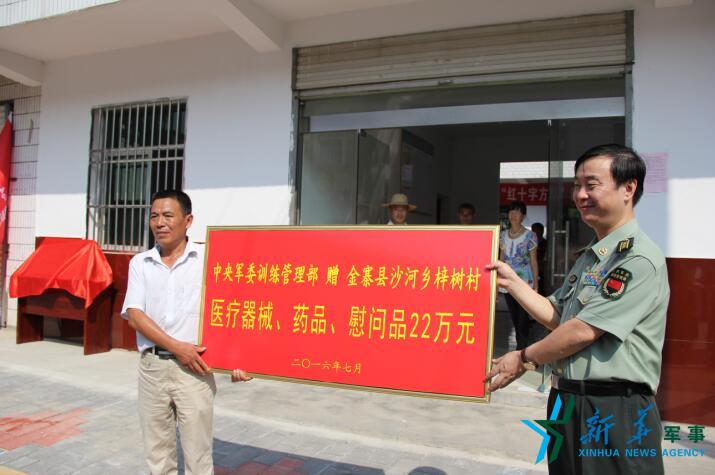 中央军委训练管理部 赠 金寨县沙河乡梓树村
医疗器械、药品、慰问品22万元
二〇一六年七月
"红十字方
新华军事
XINHUA NEWS AGENCY